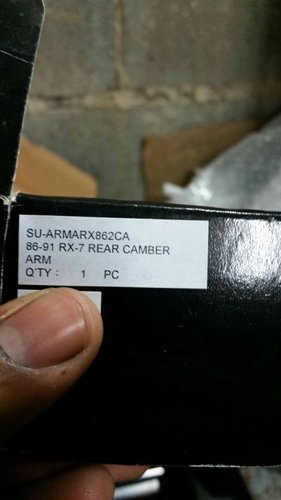 SU-ARMARX862CA
86-91 RX-7 REAR CAMBER
ARM
Q'TY : 1 PC